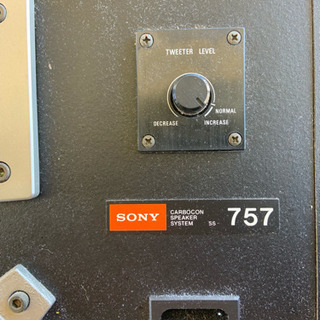 TWEETER LEVEL
NORMAL
DECREASE INCREASE
SONY
CARBOCON
SPEAKER
SYSTEM SS- 757